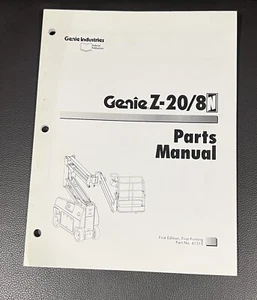 Genie Industries
Genie Z-20/8N
Parts
Manual
First Edition, First Printing